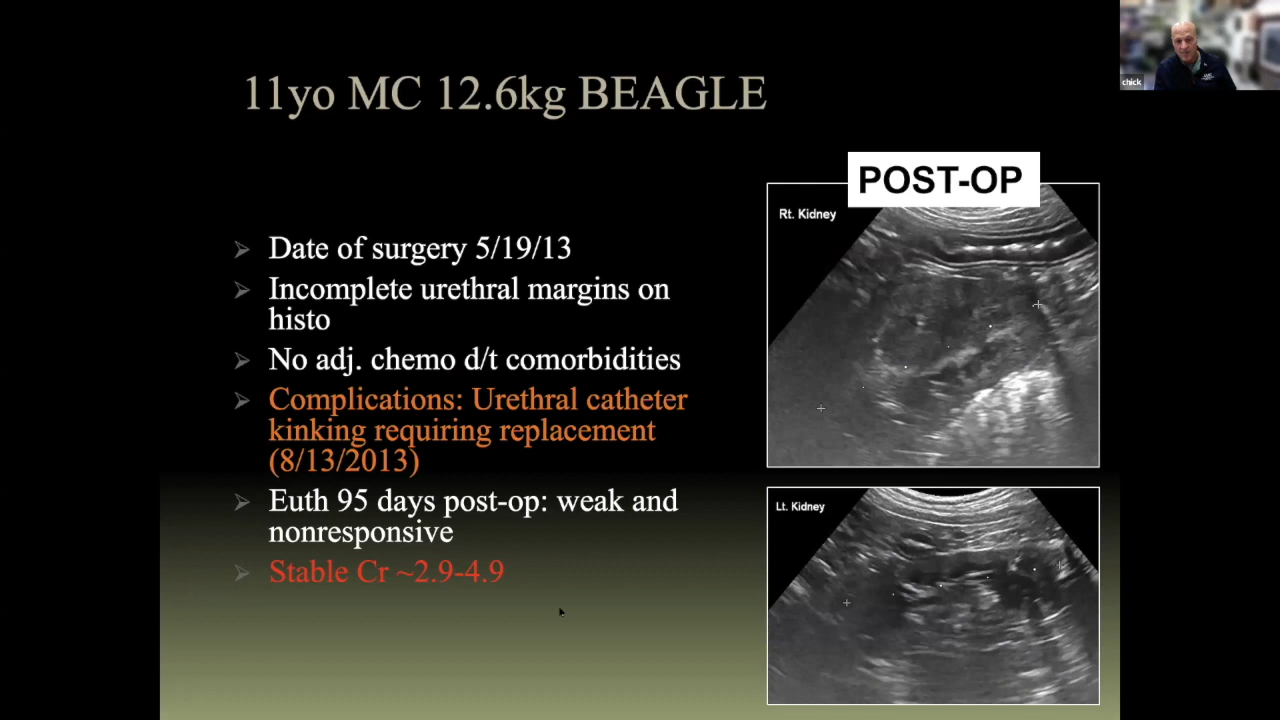 11yo MC 12.6kg BEAGLE
chick
POST-OP
Rt. Kidney
➢ Date of surgery 5/19/13
➢ Incomplete urethral margins on
histo
➢ No adj. chemo d/t comorbidities
➢ Complications: Urethral catheter
kinking requiring replacement
(8/13/2013)
➢ Euth 95 days post-op: weak and
nonresponsive
➢ Stable Cr ~2.9-4.9
Lt. Kidney